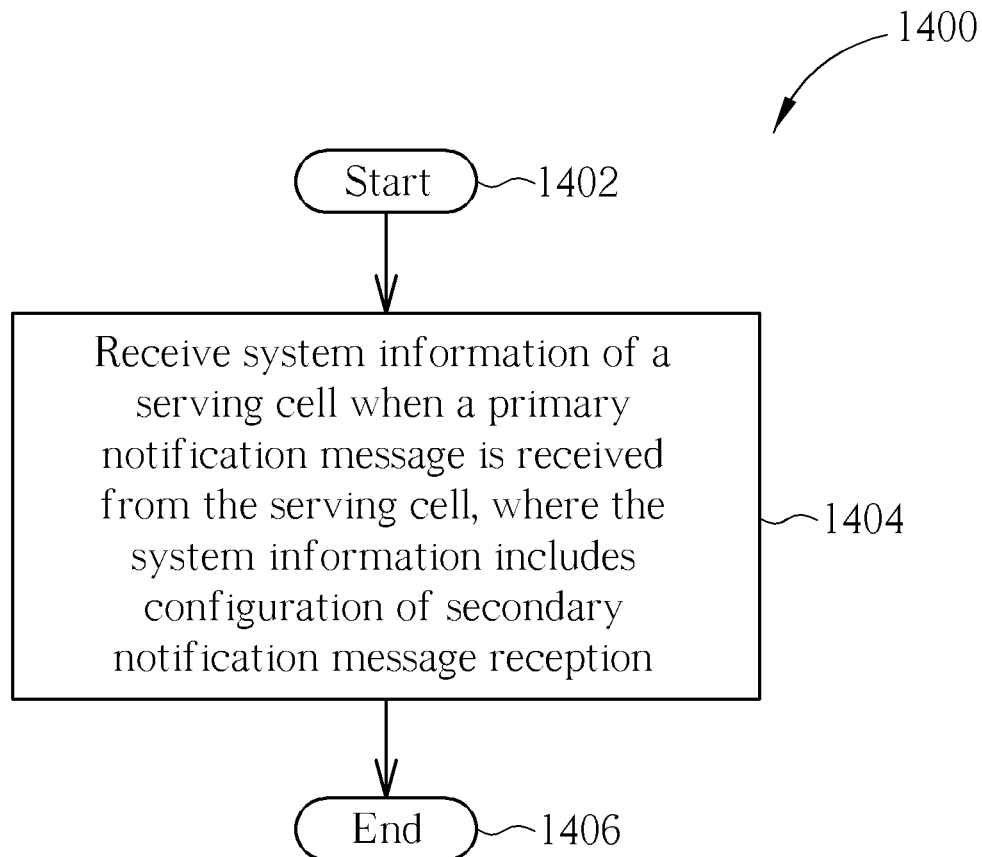 1400
Start
1402
Receive system information of a
serving cell when a primary
notification message is received
from the serving cell, where the
system information includes
configuration of secondary
notification message reception
1404
End
1406